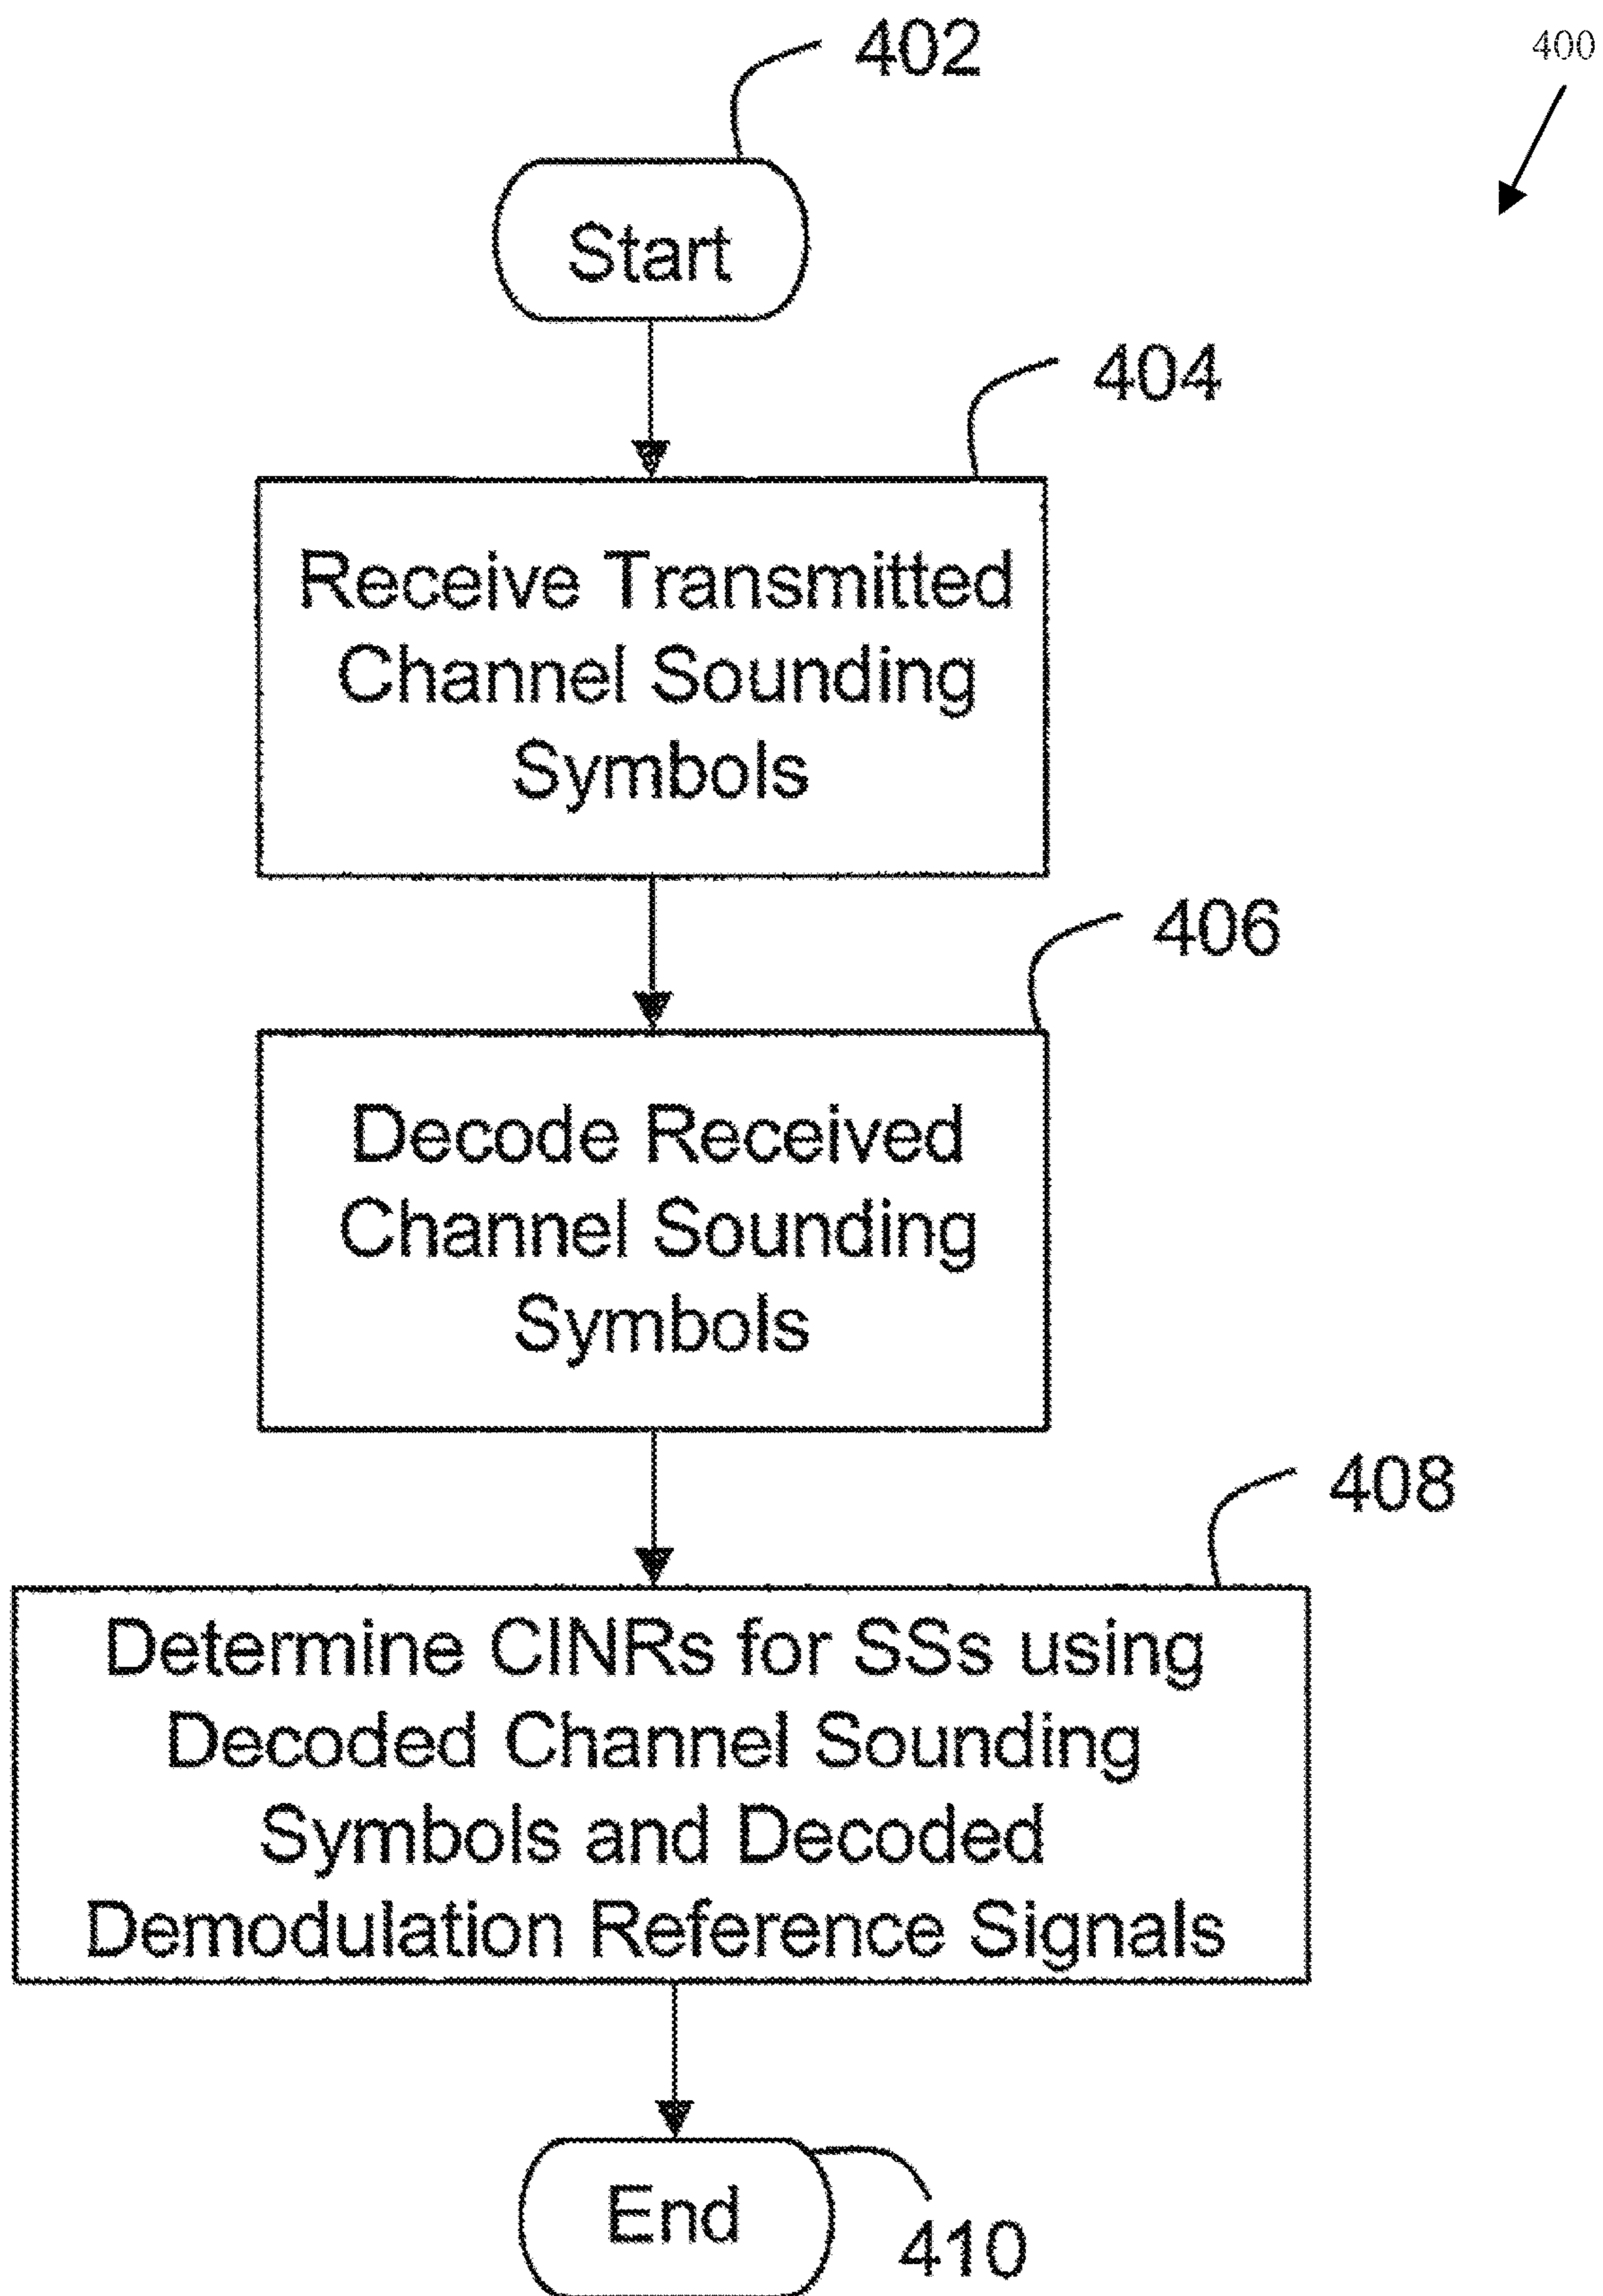 402
400
Start
404
Receive Transmitted
Channel Sounding
Symbols
406
Decode Received
Channel Sounding
Symbols
408
Determine CINRs for SSs using
Decoded Channel Sounding
Symbols and Decoded
Demodulation Reference Signals
End
410